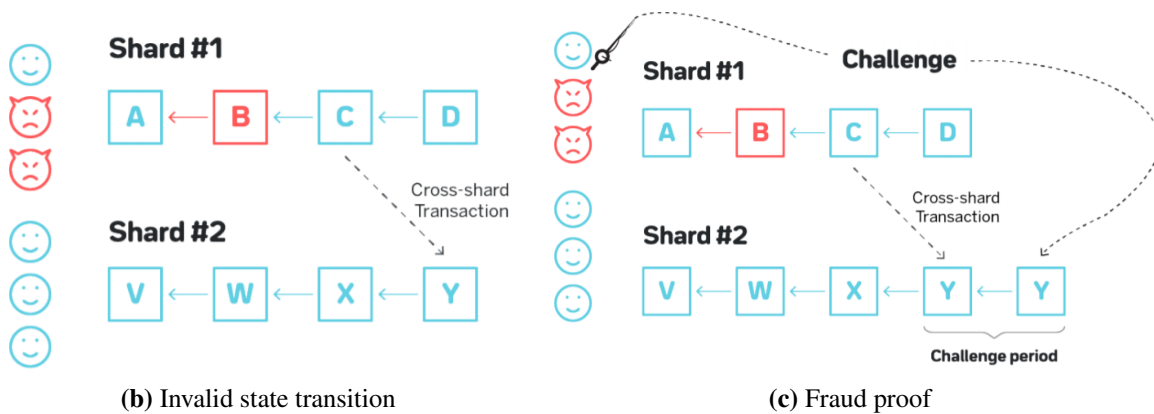 Shard #1
A B C D
Cross-shard
Transaction
Shard #2
V W X Y
(b) Invalid state transition
Challenge
Shard #1
A B C D
Cross-shard
Transaction
Shard #2
V W X Y Y
Challenge period
(c) Fraud proof